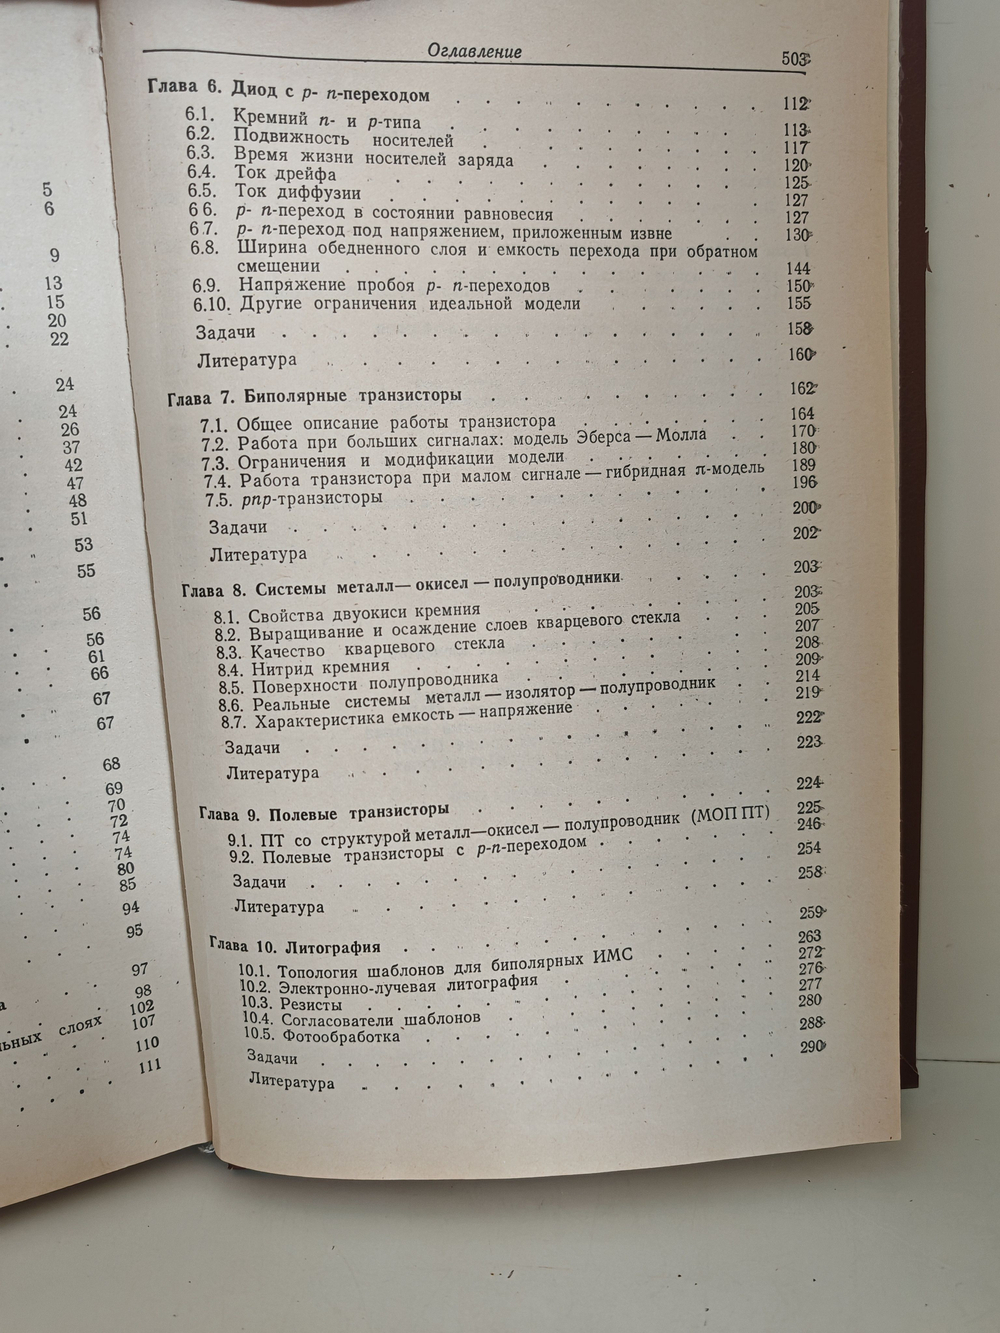 5
6
9
13
15
20
22
24
24
26
37
42
47
48
51
53
55
56
56
61
66
67
67
68
69
70
72
74
74
80
85
94
95
97
98
102
слоях 107
110
111
Оглавление 503
Глава 6. Диод с p- n-переходом . . . . . . . . . 112
6.1. Кремний n- и p-типа . . . . . . . . 113
6.2. Подвижность носителей . . . . . . . 117
6.3. Время жизни носителей заряда . . . . . . 120
6.4. Ток дрейфа . . . . . . . . . 125
6.5. Ток диффузии . . . . . . . . . 127
6 6. p- n-переход в состоянии равновесия . . . . . 127
6 7. p- n-переход под напряжением, приложенным извне . . 130
6.8. Ширина обедненного слоя и емкость перехода при обратном
смещении . . . . . . . . . . . 144
6.9. Напряжение пробоя p- n-переходов . . . . . 150
6.10. Другие ограничения идеальной модели . . . . . 155
Задачи . . . . . . . . . . . . . 158
Литература . . . . . . . . . . . 160
Глава 7. Биполярные транзисторы . . . . . . . . 162
7.1. Общее описание работы транзистора . . . . . 164
7.2. Работа при больших сигналах: модель Эберса — Молла . . 170
7.3. Ограничения и модификации модели . . . . . 180
7.4. Работа транзистора при малом сигнале — гибридная π-модель 189
7.5. pnp-транзисторы . . . . . . . . . 196
Задачи . . . . . . . . . . . . 200
Литература . . . . . . . . . . . 202
Глава 8. Системы металл— окисел — полупроводники . . . . 203
8.1. Свойства двуокиси кремния . . . . . . . 203
8.2. Выращивание и осаждение слоев кварцевого стекла . . . 205
8.3. Качество кварцевого стекла . . . . . . . 207
8.4. Нитрид кремния . . . . . . . . . 208
8.5. Поверхности полупроводника . . . . . . . 209
8.6. Реальные системы металл — изолятор — полупроводник . . 214
8.7. Характеристика емкость — напряжение . . . . . 219
Задачи . . . . . . . . . . . . 222
Литература . . . . . . . . . . . 223
Глава 9. Полевые транзисторы . . . . . . . . 224
9.1. ПТ со структурой металл—окисел — полупроводник (МОП ПТ) 225
9.2. Полевые транзисторы с p-n-переходом . . . . . 246
Задачи . . . . . . . . . . . . 254
Литература . . . . . . . . . . . 258
Глава 10. Литография . . . . . . . . . . 259
10.1. Топология шаблонов для биполярных ИМС . . . . 263
10.2. Электронно-лучевая литография . . . . . . 272
10.3. Резисты . . . . . . . . . . 276
10.4. Согласователи шаблонов . . . . . . . 277
10.5. Фотообработка . . . . . . . . . 280
Задачи . . . . . . . . . . . . 288
Литература . . . . . . . . . . . 290